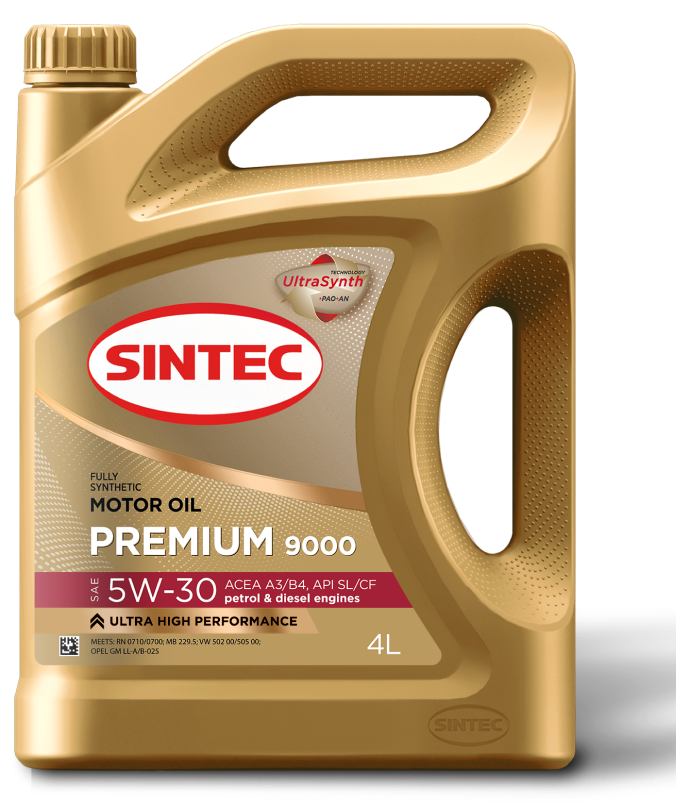 TECHNOLOGY
UltraSynth
•PAO•AN
SINTEC
FULLY
SYNTHETIC
MOTOR OIL
PREMIUM 9000
SAE 5W-30 ACEA A3/B4, API SL/CF
petrol & diesel engines
ULTRA HIGH PERFORMANCE
MEETS: RN 0710/0700; MB 229.5; VW 502 00/505 00;
OPEL GM LL-A/B-025
4L
SINTEC